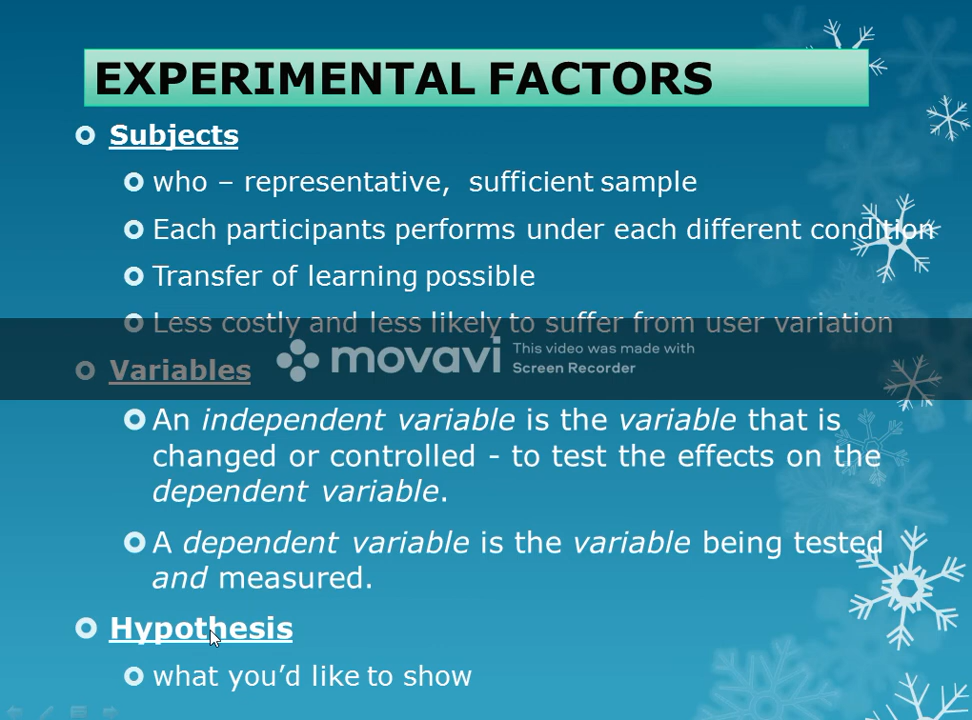 EXPERIMENTAL FACTORS
Subjects
who – representative, sufficient sample
Each participants performs under each different condition
Transfer of learning possible
Less costly and less likely to suffer from user variation
movavi
This video was made with
Screen Recorder
Variables
An independent variable is the variable that is
changed or controlled - to test the effects on the
dependent variable.
A dependent variable is the variable being tested
and measured.
Hypothesis
what you’d like to show